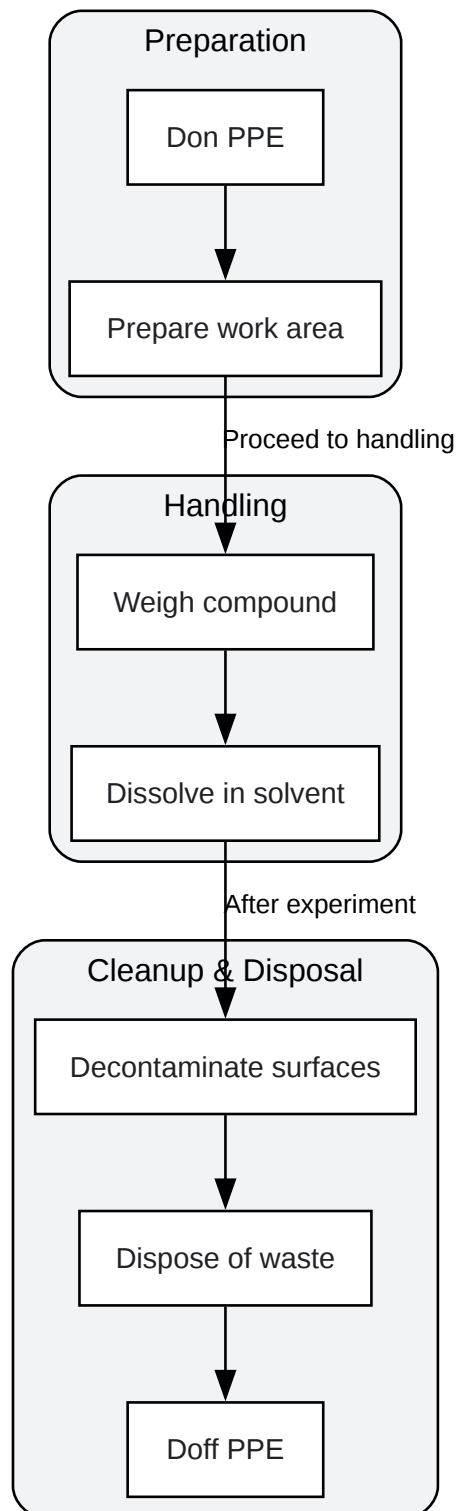 Preparation
Don PPE
Prepare work area
Proceed to handling
Handling
Weigh compound
Dissolve in solvent
After experiment
Cleanup & Disposal
Decontaminate surfaces
Dispose of waste
Doff PPE